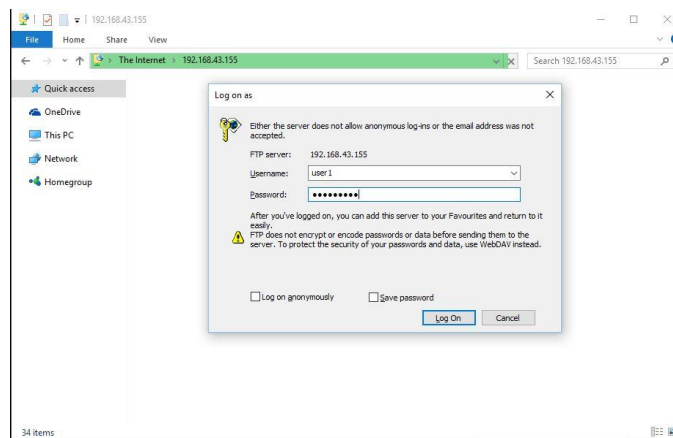 192.168.43.155
File Home Share View
The Internet 192.168.43.155
Search 192.168.43.155
Quick access
OneDrive
This PC
Network
Homegroup
Log on as
Either the server does not allow anonymous log-ins or the email address was not
accepted.
FTP server: 192.168.43.155
Username: user1
Password: •••••••••
After you've logged on, you can add this server to your Favourites and return to it
easily.
FTP does not encrypt or encode passwords or data before sending them to the
server. To protect the security of your passwords and data, use WebDAV instead.
Log on anonymously Save password
Log On Cancel
34 items